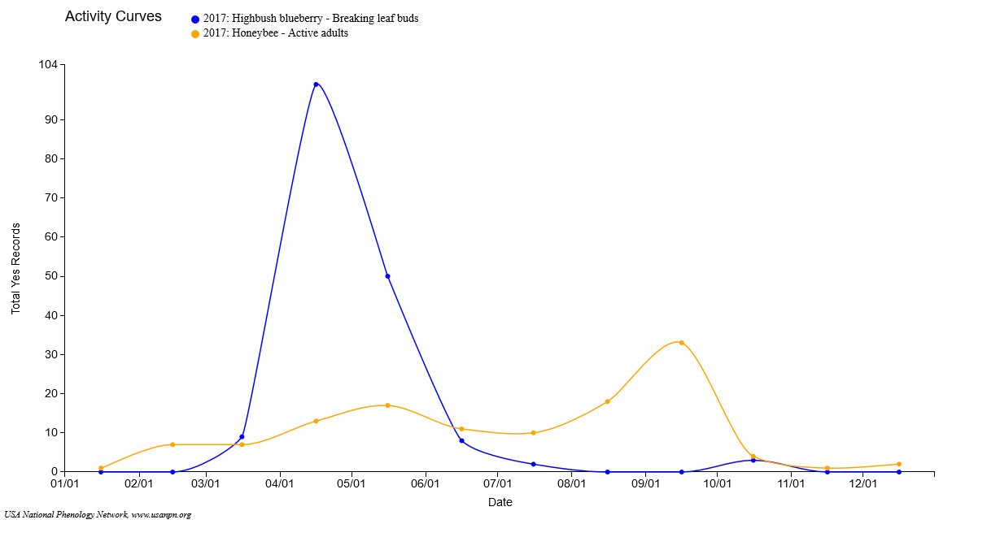 Activity Curves
2017: Highbush blueberry - Breaking leaf buds
2017: Honeybee - Active adults
104
90
80
70
60
50
40
30
20
10
0
Total Yes Records
01/01 02/01 03/01 04/01 05/01 06/01 07/01 08/01 09/01 10/01 11/01 12/01
Date
USA National Phenology Network, www.usanpn.org